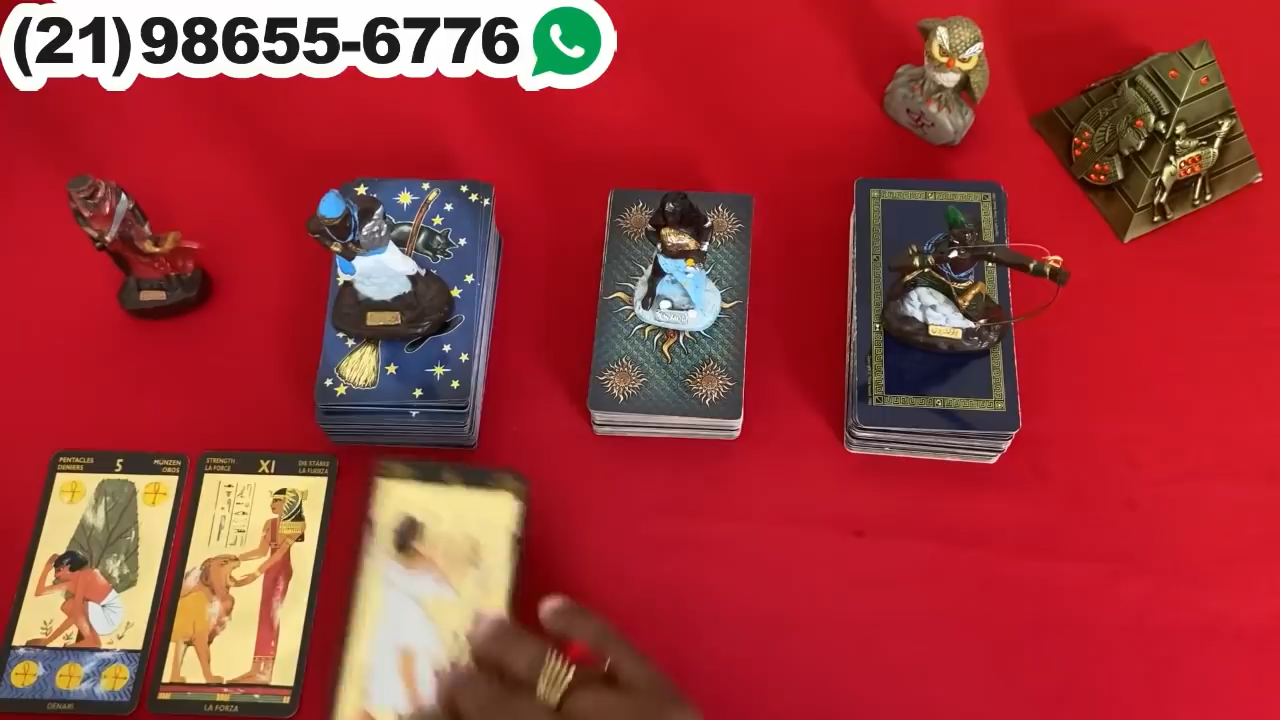 (21)98655-6776
PENTACLES
DENIERS
5
MÜNZEN
OROS
STRENGTH
LA FORCE
XI
DIE STÄRKE
LA FUERZA
DENARI
LA FORZA